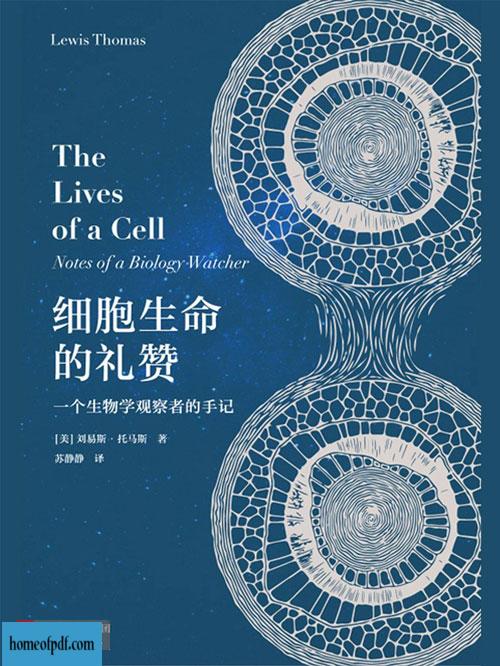 Lewis Thomas
The
Lives
of a Cell
Notes of a Biology Watcher
细胞生命
的礼赞
一个生物学观察者的手记
[美] 刘易斯·托马斯 著
苏静静 译
homeofpdf.com